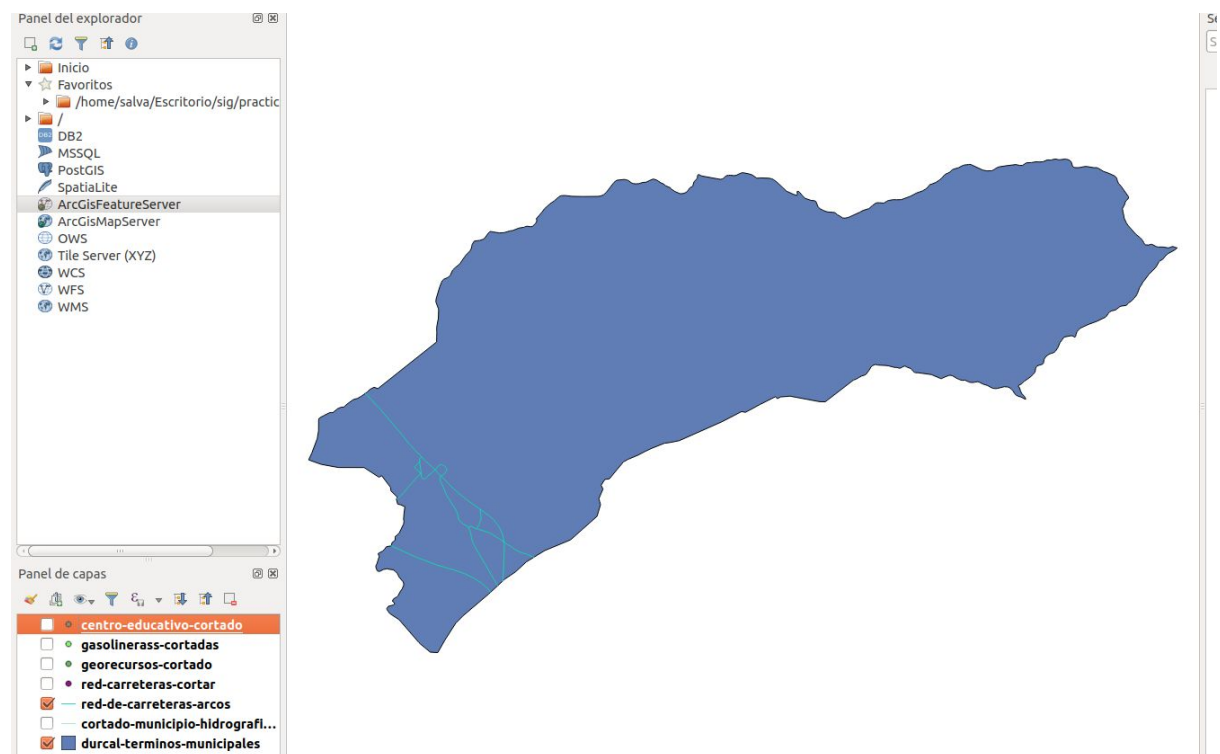 Panel del explorador
Inicio
Favoritos
/home/salva/Escritorio/sig/practic
/
DB2
MSSQL
PostGIS
SpatiaLite
ArcGisFeatureServer
ArcGisMapServer
OWS
Tile Server (XYZ)
WCS
WFS
WMS
Panel de capas
centro-educativo-cortado
gasolinerass-cortadas
georecursos-cortado
red-carreteras-cortar
red-de-carreteras-arcos
cortado-municipio-hidrografi...
durcal-terminos-municipales